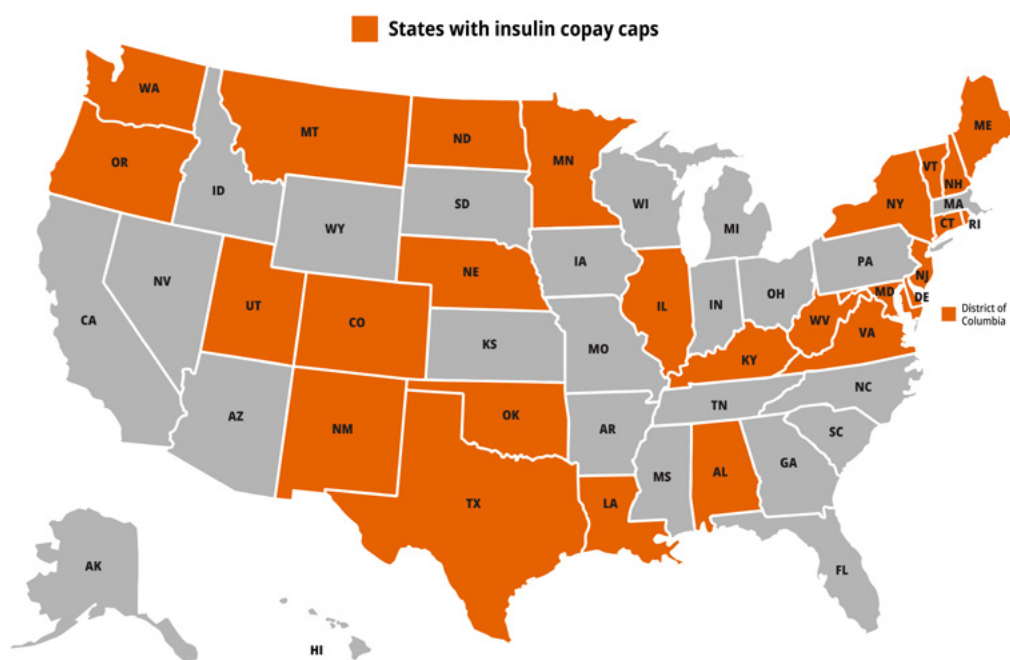 States with insulin copay caps
WA
MT
ND
MN
ME
OR
ID
SD
WI
VT
NH
NY
MA
WY
MI
CT
RI
IA
PA
NV
NE
NJ
UT
IL
IN
OH
MD
DE
CA
CO
WV
District of
Columbia
KS
MO
VA
KY
NC
AZ
OK
TN
NM
AR
SC
MS
AL
GA
TX
LA
AK
FL
HI